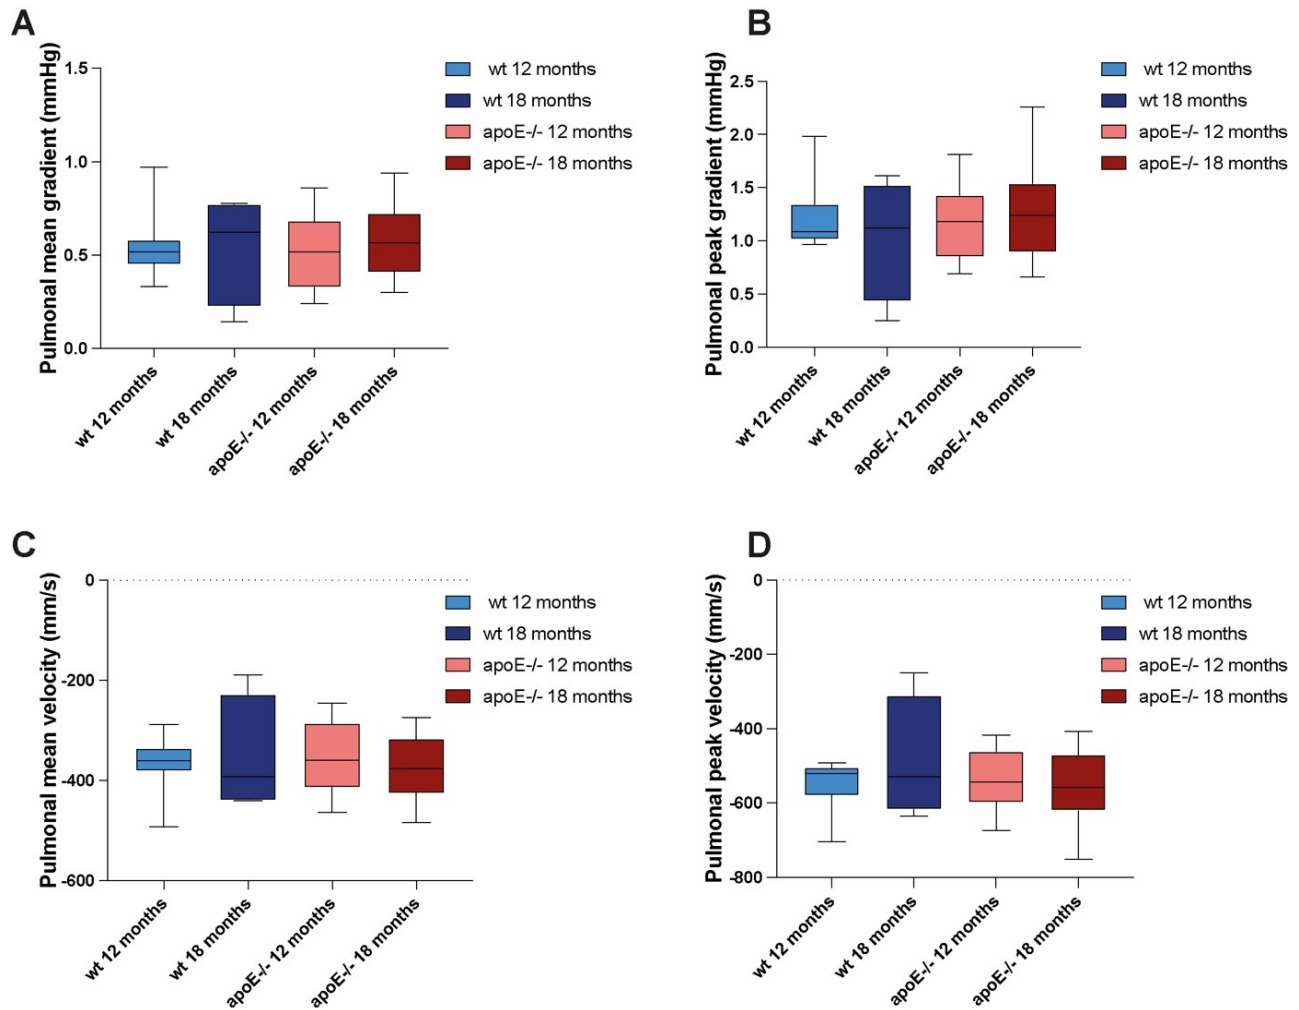 A
Pulmonal mean gradient (mmHg)
1.5
1.0
0.5
0.0
wt 12 months
wt 18 months
apoE-/- 12 months
apoE-/- 18 months
wt 12 months
wt 18 months
apoE-/- 12 months
apoE-/- 18 months
B
Pulmonal peak gradient (mmHg)
2.5
2.0
1.5
1.0
0.5
0.0
wt 12 months
wt 18 months
apoE-/- 12 months
apoE-/- 18 months
wt 12 months
wt 18 months
apoE-/- 12 months
apoE-/- 18 months
C
Pulmonal mean velocity (mm/s)
0
-200
-400
-600
wt 12 months
wt 18 months
apoE-/- 12 months
apoE-/- 18 months
wt 12 months
wt 18 months
apoE-/- 12 months
apoE-/- 18 months
D
Pulmonal peak velocity (mm/s)
0
-200
-400
-600
-800
wt 12 months
wt 18 months
apoE-/- 12 months
apoE-/- 18 months
wt 12 months
wt 18 months
apoE-/- 12 months
apoE-/- 18 months